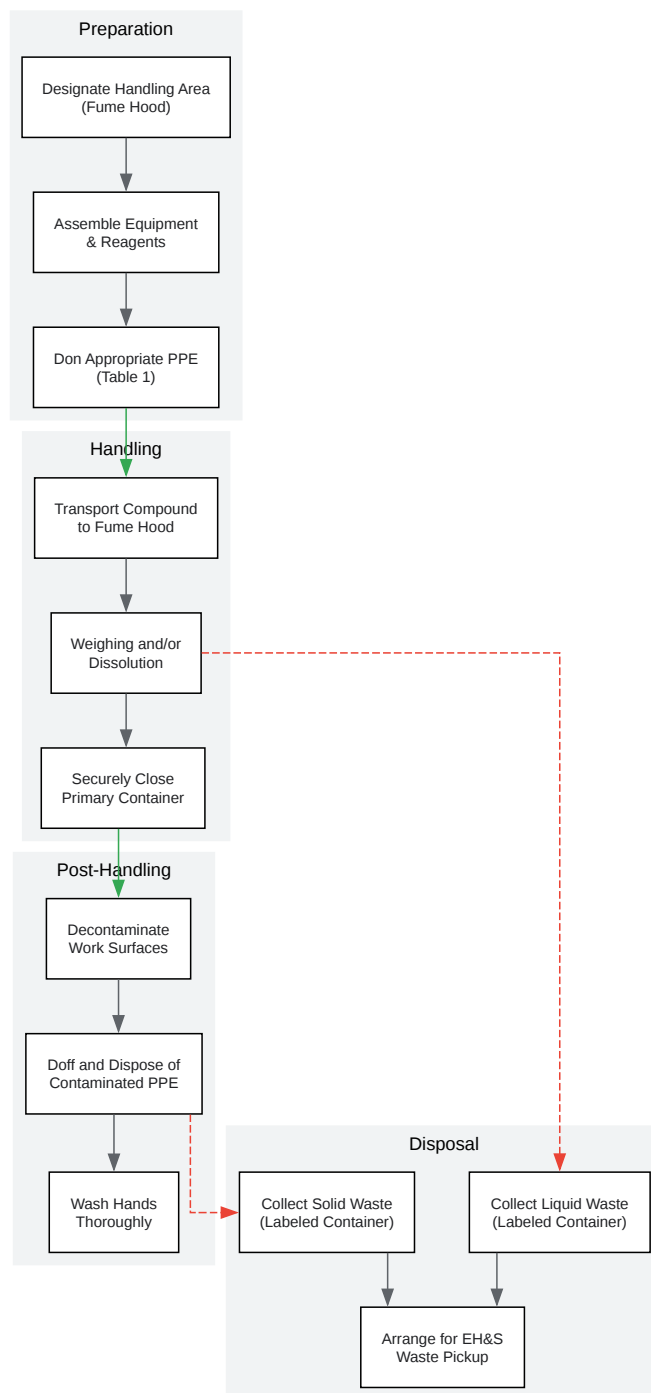 Preparation
Designate Handling Area
(Fume Hood)
Assemble Equipment
& Reagents
Don Appropriate PPE
(Table 1)
Handling
Transport Compound
to Fume Hood
Weighing and/or
Dissolution
Securely Close
Primary Container
Post-Handling
Decontaminate
Work Surfaces
Doff and Dispose of
Contaminated PPE
Wash Hands
Thoroughly
Disposal
Collect Solid Waste
(Labeled Container)
Collect Liquid Waste
(Labeled Container)
Arrange for EH&S
Waste Pickup